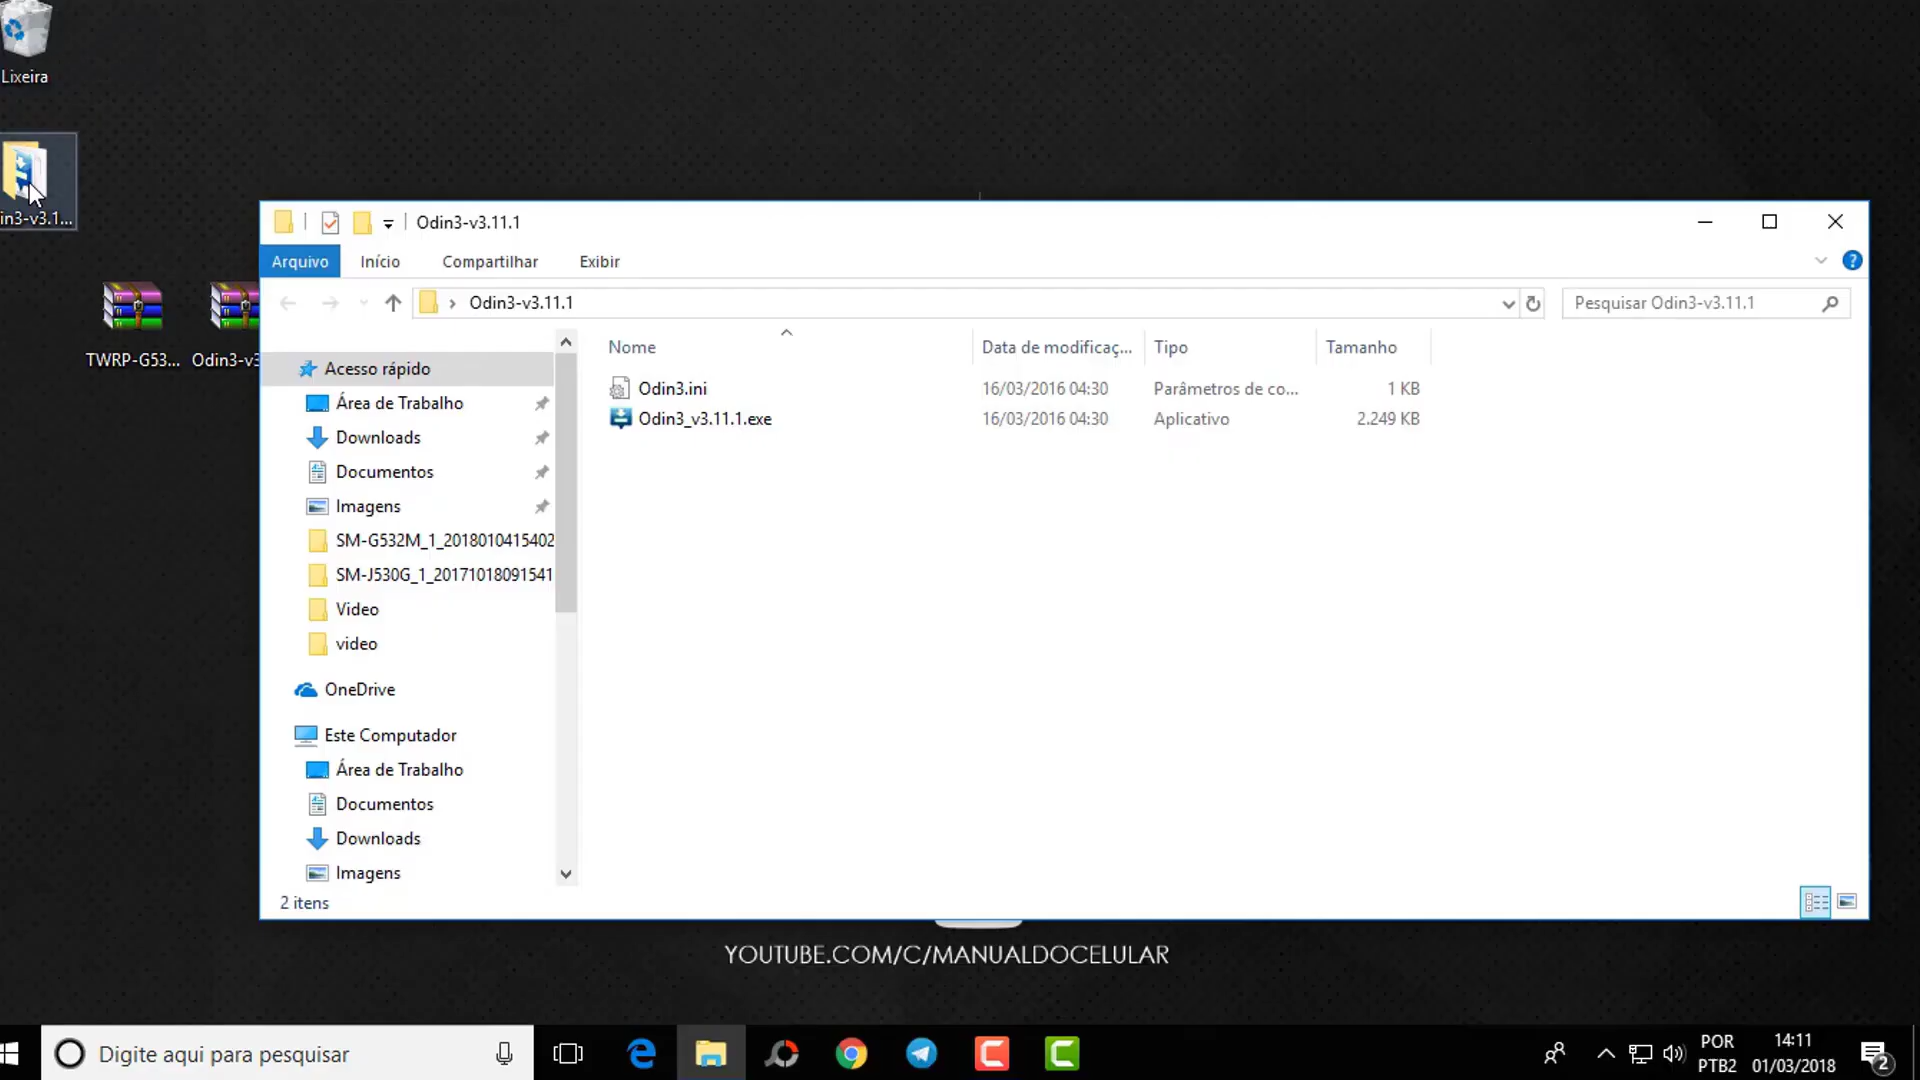 Lixeira
in3-v3.1...
TWRP-G53...
Odin3-v3
Odin3-v3.11.1
Arquivo
Início
Compartilhar
Exibir
Odin3-v3.11.1
Pesquisar Odin3-v3.11.1
Nome
Data de modificaç...
Tipo
Tamanho
Odin3.ini
16/03/2016 04:30
Parâmetros de co...
1 KB
Odin3_v3.11.1.exe
16/03/2016 04:30
Aplicativo
2.249 KB
Acesso rápido
Área de Trabalho
Downloads
Documentos
Imagens
SM-G532M_1_2018010415402
SM-J530G_1_20171018091541
Video
video
OneDrive
Este Computador
Área de Trabalho
Documentos
Downloads
Imagens
2 itens
YOUTUBE.COM/C/MANUALDOCELULAR
Digite aqui para pesquisar
POR
PTB2
14:11
01/03/2018
2